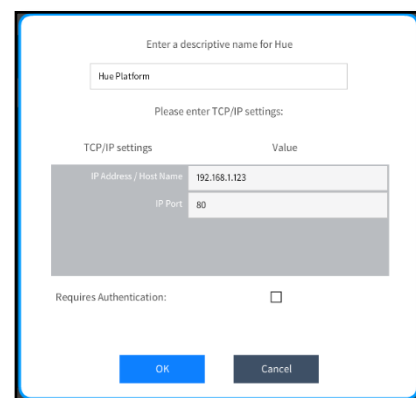 Enter a descriptive name for Hue
Hue Platform
Please enter TCP/IP settings:
TCP/IP settings Value
IP Address / Host Name 192.168.1.123
IP Port 80
Requires Authentication:
OK Cancel